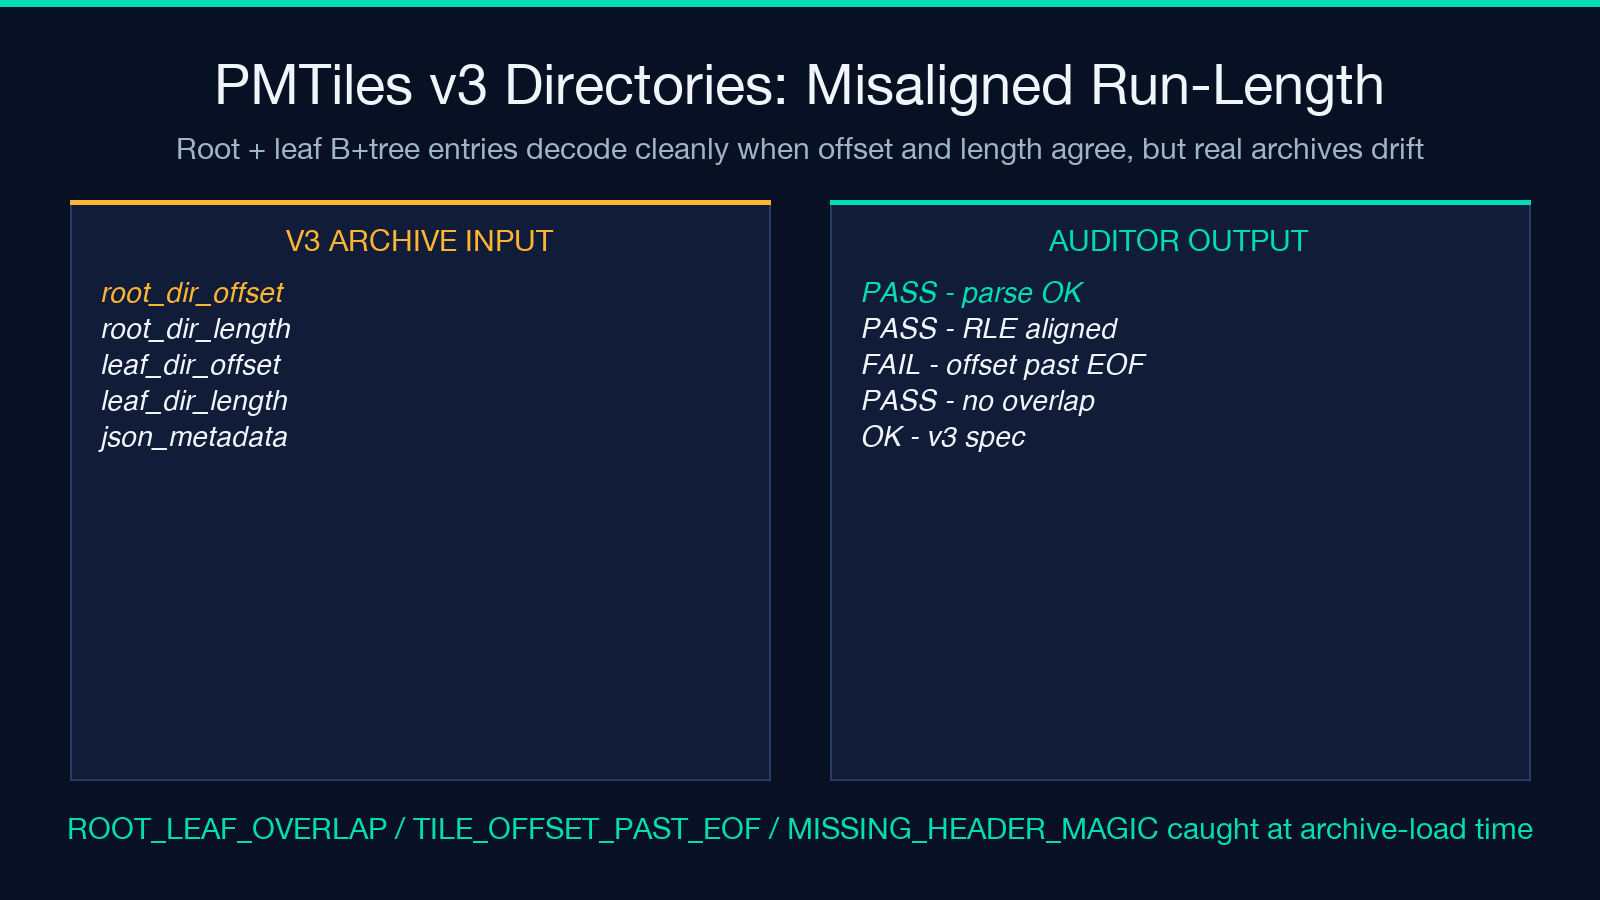 PMTiles v3 Directories: Misaligned Run-Length
Root + leaf B+tree entries decode cleanly when offset and length agree, but real archives drift
V3 ARCHIVE INPUT
root_dir_offset
root_dir_length
leaf_dir_offset
leaf_dir_length
json_metadata
AUDITOR OUTPUT
PASS - parse OK
PASS - RLE aligned
FAIL - offset past EOF
PASS - no overlap
OK - v3 spec
ROOT_LEAF_OVERLAP / TILE_OFFSET_PAST_EOF / MISSING_HEADER_MAGIC caught at archive-load time